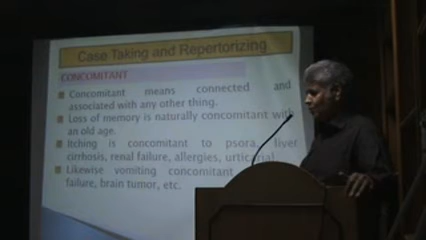 Case Taking and Repertorizing
CONCOMITANT
Concomitant means connected and
associated with any other thing.
Loss of memory is naturally concomitant with
an old age.
Itching is concomitant to psora, liver
cirrhosis, renal failure, allergies, urticaria!
Likewise vomiting concomitant
failure, brain tumor, etc.